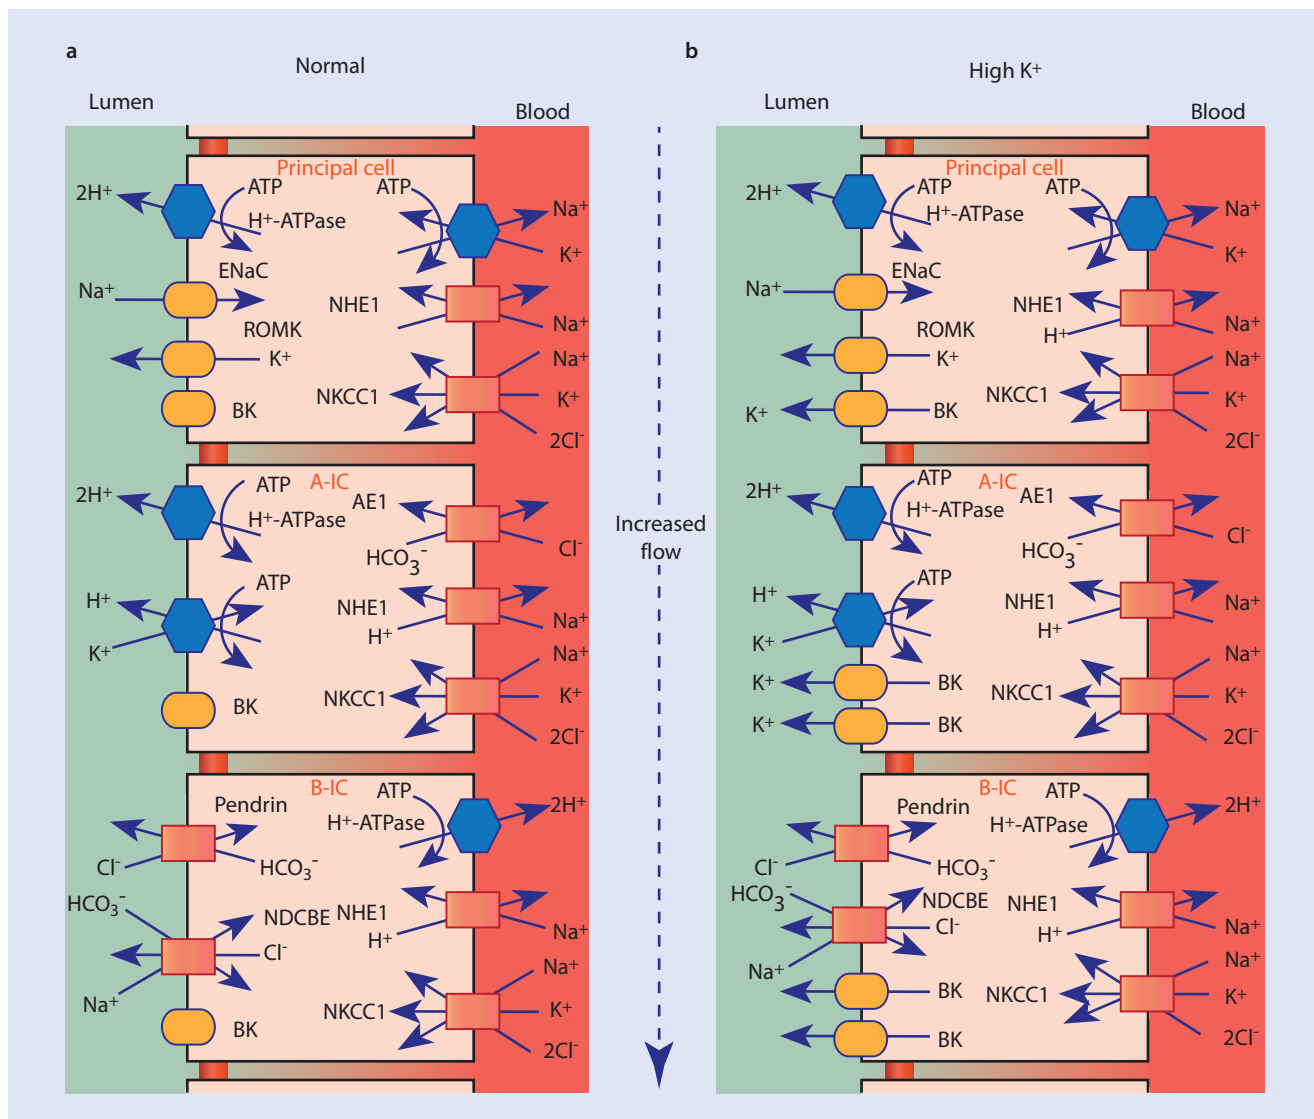 a
Normal
Lumen
Blood
Principal cell
2H⁺
ATP
H⁺-ATPase
ATP
Na⁺
K⁺
Na⁺
ENaC
NHE1
Na⁺
ROMK
K⁺
BK
NKCC1
Na⁺
K⁺
2Cl⁻
A-IC
2H⁺
ATP
H⁺-ATPase
AE1
HCO₃⁻
Cl⁻
H⁺
K⁺
ATP
NHE1
H⁺
Na⁺
BK
NKCC1
Na⁺
K⁺
2Cl⁻
B-IC
Pendrin
Cl⁻
HCO₃⁻
ATP
H⁺-ATPase
2H⁺
HCO₃⁻
NDCBE
Cl⁻
Na⁺
NHE1
H⁺
Na⁺
BK
NKCC1
Na⁺
K⁺
2Cl⁻
Increased
flow
b
High K⁺
Lumen
Blood
Principal cell
2H⁺
ATP
H⁺-ATPase
ATP
Na⁺
K⁺
Na⁺
ENaC
NHE1
H⁺
Na⁺
ROMK
K⁺
K⁺
BK
NKCC1
Na⁺
K⁺
2Cl⁻
A-IC
2H⁺
ATP
H⁺-ATPase
AE1
HCO₃⁻
Cl⁻
H⁺
K⁺
ATP
NHE1
H⁺
Na⁺
K⁺
BK
K⁺
BK
NKCC1
Na⁺
K⁺
2Cl⁻
B-IC
Pendrin
Cl⁻
HCO₃⁻
ATP
H⁺-ATPase
2H⁺
HCO₃⁻
NDCBE
Cl⁻
Na⁺
NHE1
H⁺
Na⁺
BK
BK
NKCC1
Na⁺
K⁺
2Cl⁻